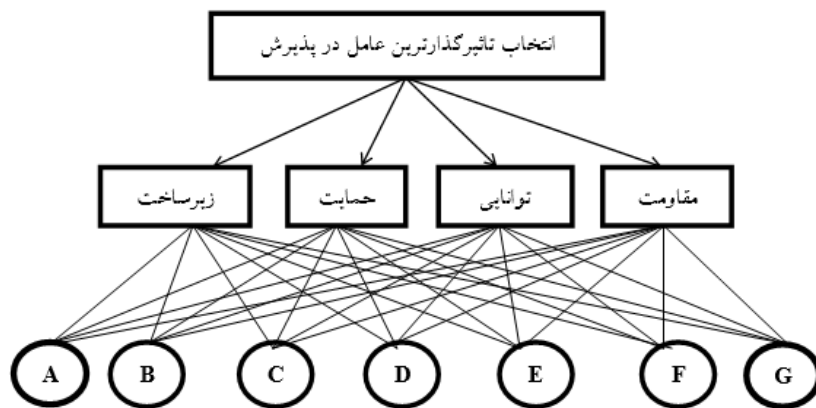 انتخاب تاثیرگذارترین عامل در پذیرش
مقاومت
توانایی
حمایت
زیرساخت
A
B
C
D
E
F
G